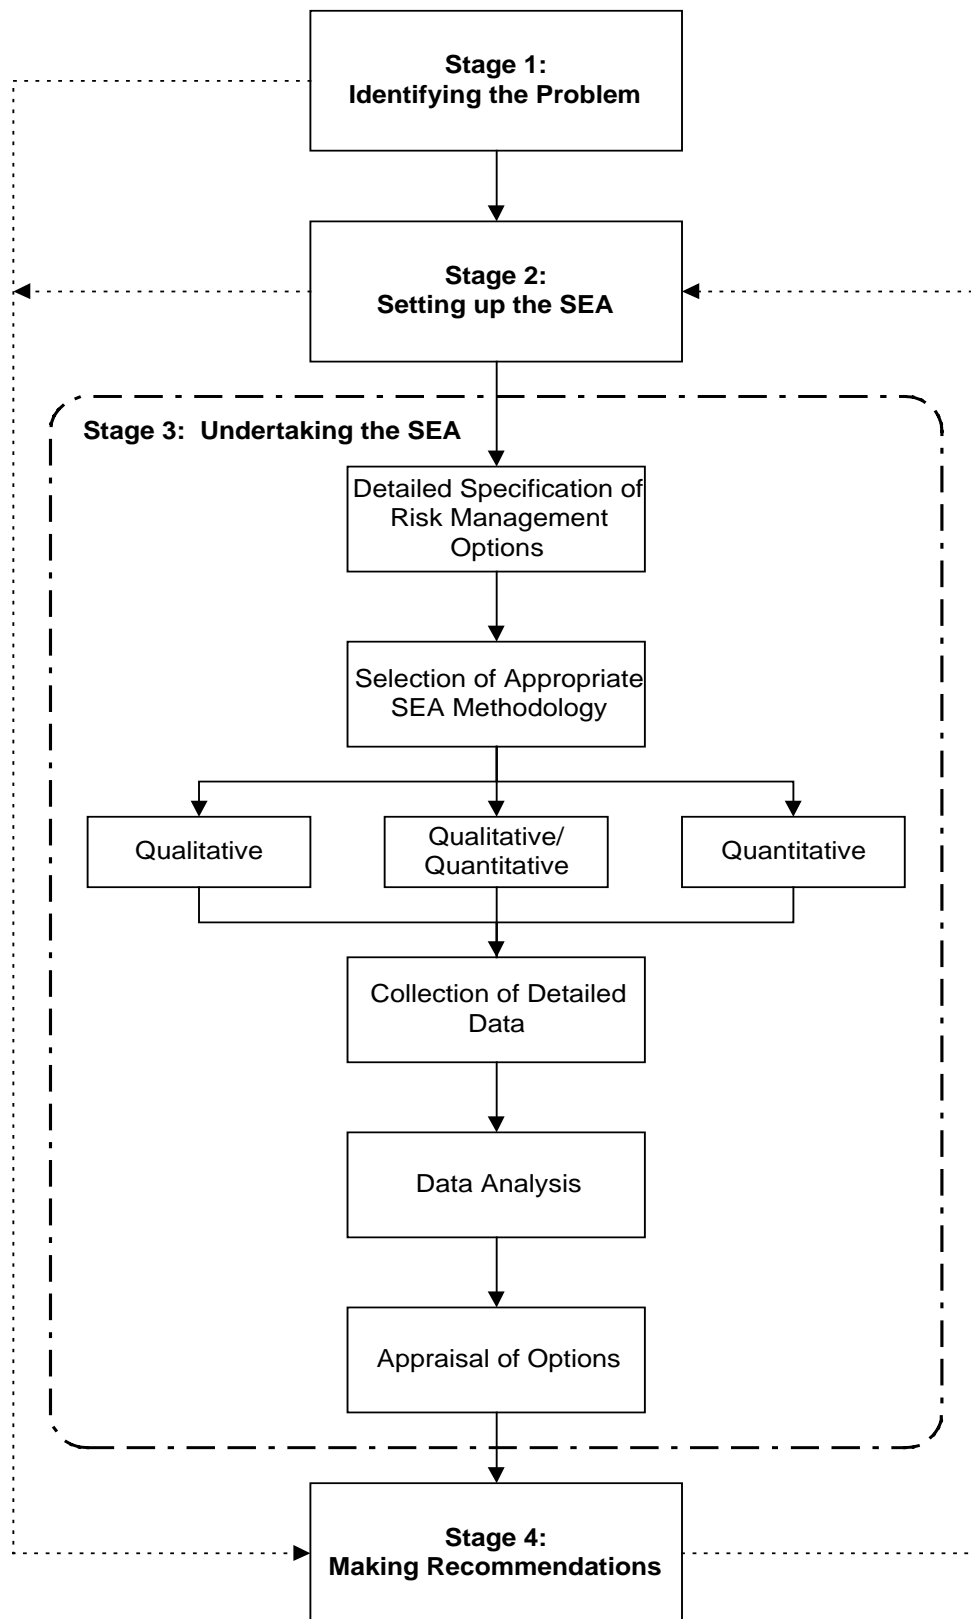 Stage 1:
Identifying the Problem
Stage 2:
Setting up the SEA
Stage 3:  Undertaking the SEA
Detailed Specification of
Risk Management
Options
Selection of Appropriate
SEA Methodology
Qualitative
Qualitative/
Quantitative
Quantitative
Collection of Detailed
Data
Data Analysis
Appraisal of Options
Stage 4:
Making Recommendations